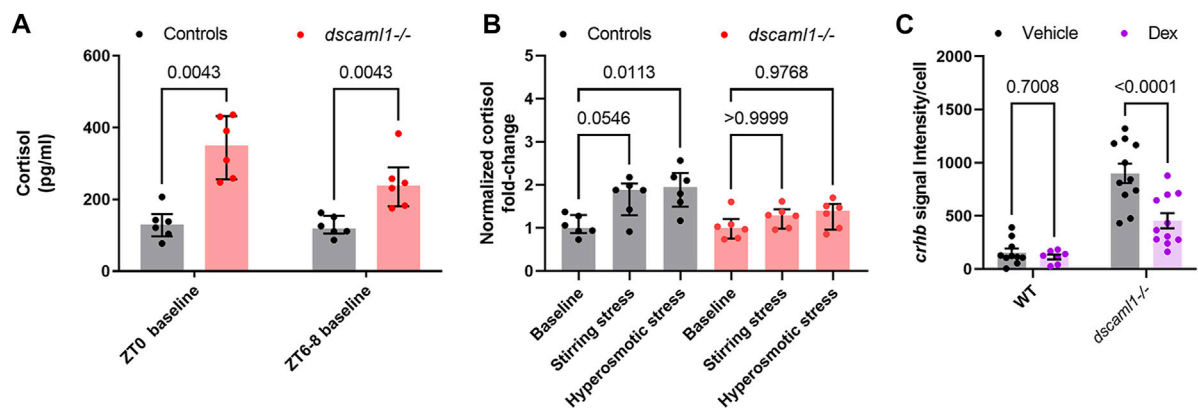 A
Controls
dscaml1-/-
Cortisol
(pg/ml)
600
400
200
0
0.0043
0.0043
ZT0 baseline
ZT6-8 baseline
B
Controls
dscaml1-/-
Normalized cortisol
fold-change
5
4
3
2
1
0
0.0113
0.9768
0.0546
>0.9999
Baseline
Stirring stress
Hyperosmotic stress
Baseline
Stirring stress
Hyperosmotic stress
C
Vehicle
Dex
crhb signal Intensity/cell
2000
1500
1000
500
0
0.7008
<0.0001
WT
dscaml1-/-